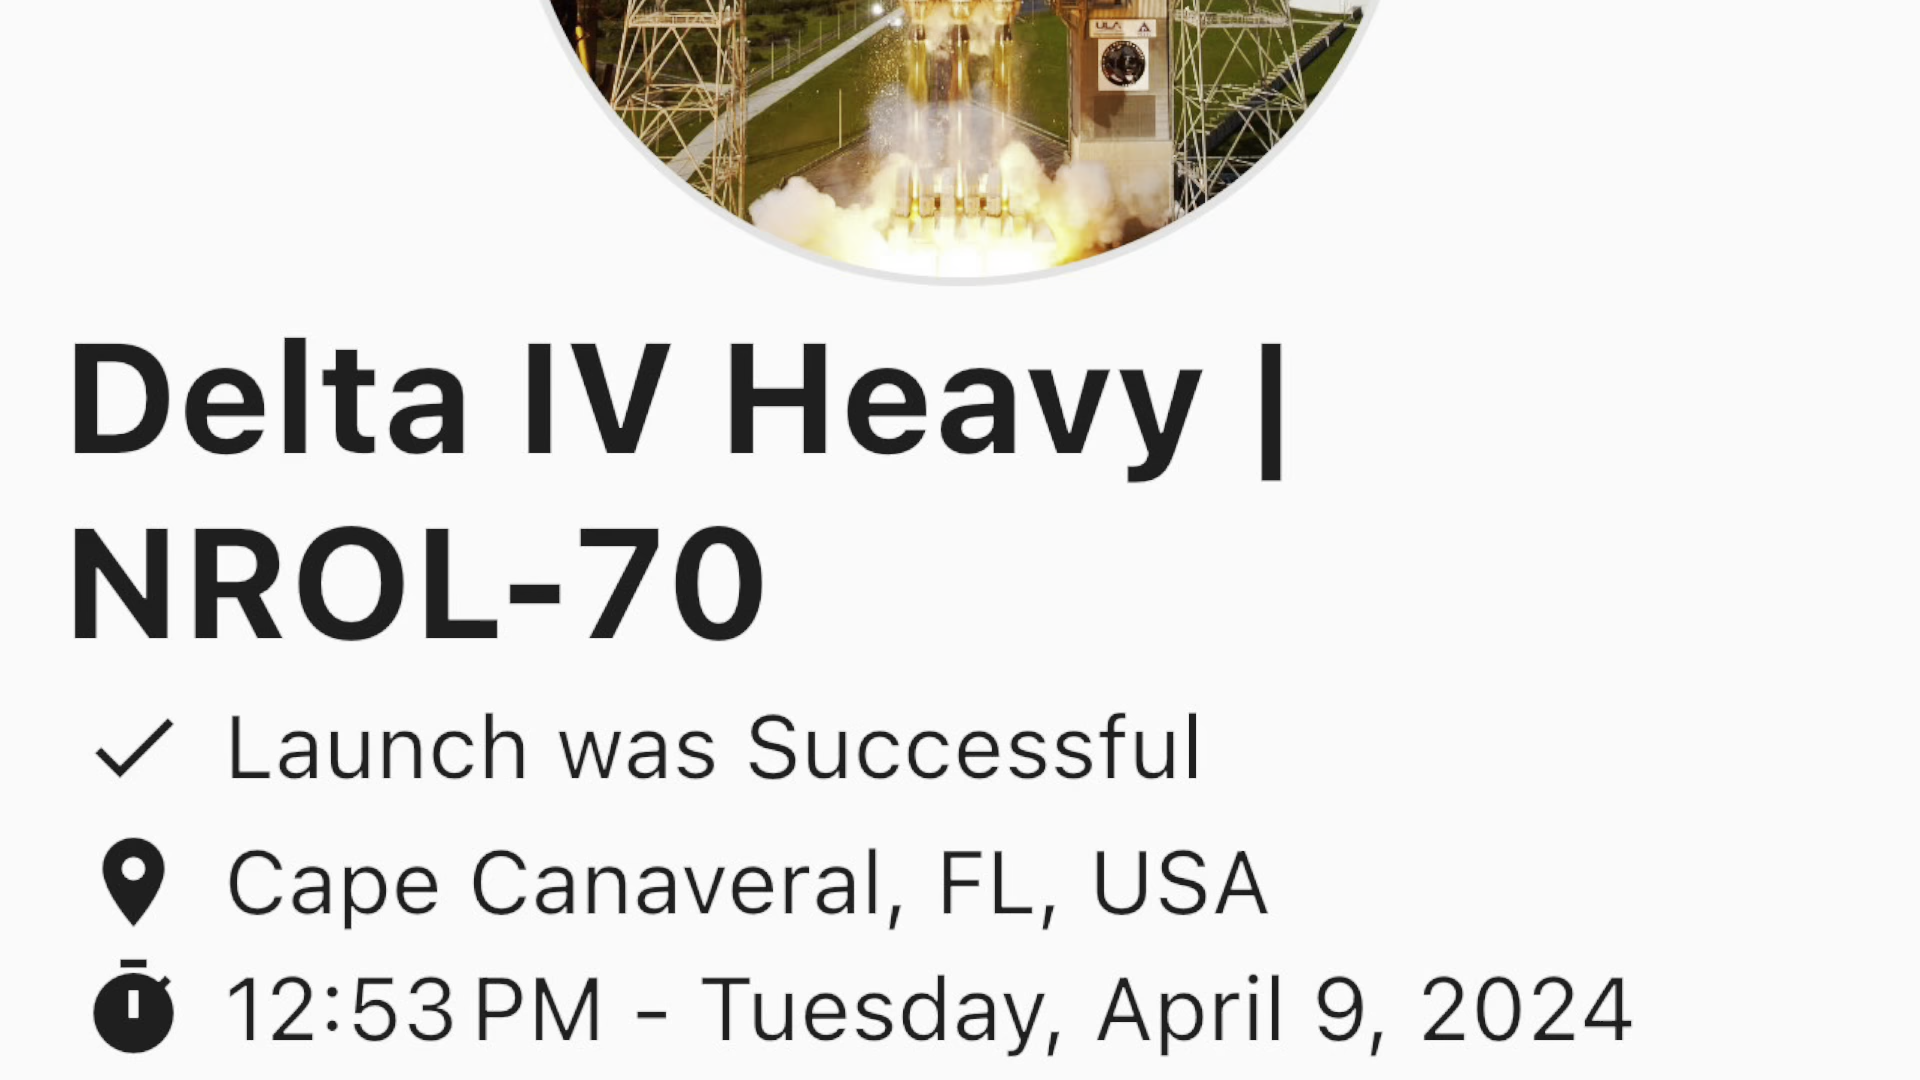 ULA
Delta IV Heavy |
NROL-70
Launch was Successful
Cape Canaveral, FL, USA
12:53 PM - Tuesday, April 9, 2024